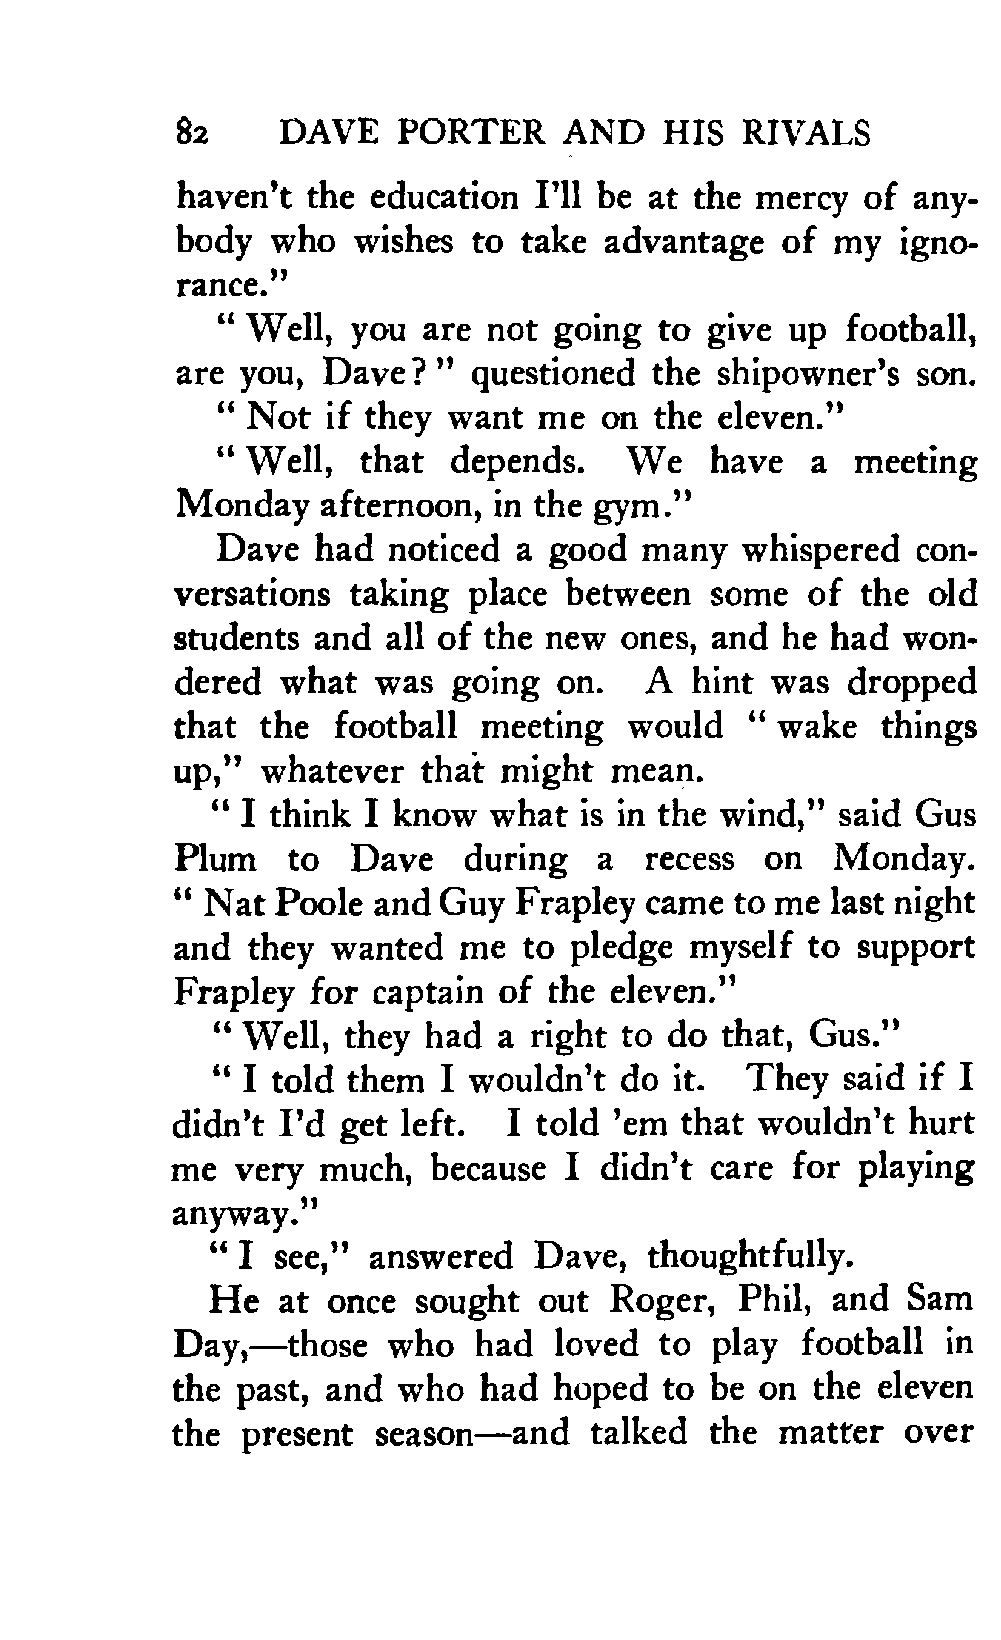 82 DAVE PORTER AND HIS RIVALS
haven't the education I'll be at the mercy of any-
body who wishes to take advantage of my igno-
rance."
" Well, you are not going to give up football,
are you, Dave? " questioned the shipowner's son.
" Not if they want me on the eleven."
" Well, that depends. We have a meeting
Monday afternoon, in the gym."
Dave had noticed a good many whispered con-
versations taking place between some of the old
students and all of the new ones, and he had won-
dered what was going on. A hint was dropped
that the football meeting would " wake things
up," whatever that might mean.
" I think I know what is in the wind," said Gus
Plum to Dave during a recess on Monday.
" Nat Poole and Guy Frapley came to me last night
and they wanted me to pledge myself to support
Frapley for captain of the eleven."
" Well, they had a right to do that, Gus."
" I told them I wouldn't do it. They said if I
didn't I'd get left. I told 'em that wouldn't hurt
me very much, because I didn't care for playing
anyway."
" I see," answered Dave, thoughtfully.
He at once sought out Roger, Phil, and Sam
Day,—those who had loved to play football in
the past, and who had hoped to be on the eleven
the present season—and talked the matter over